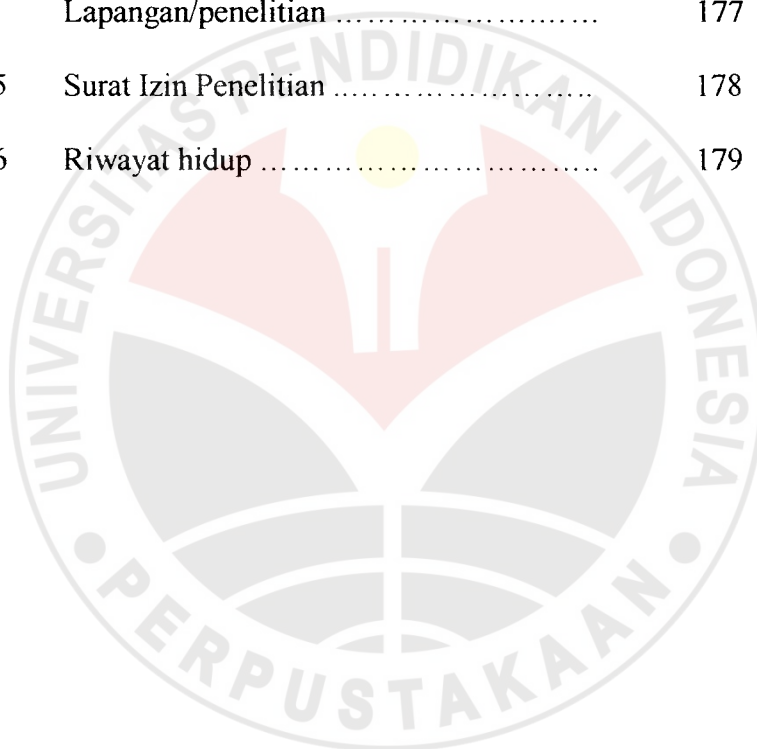 Lapangan/penelitian ........................... 177
5 Surat Izin Penelitian ........................... 178
6 Riwayat hidup ................................... 179
UNIVERSITAS PENDIDIKAN INDONESIA
• PERPUSTAKAAN •